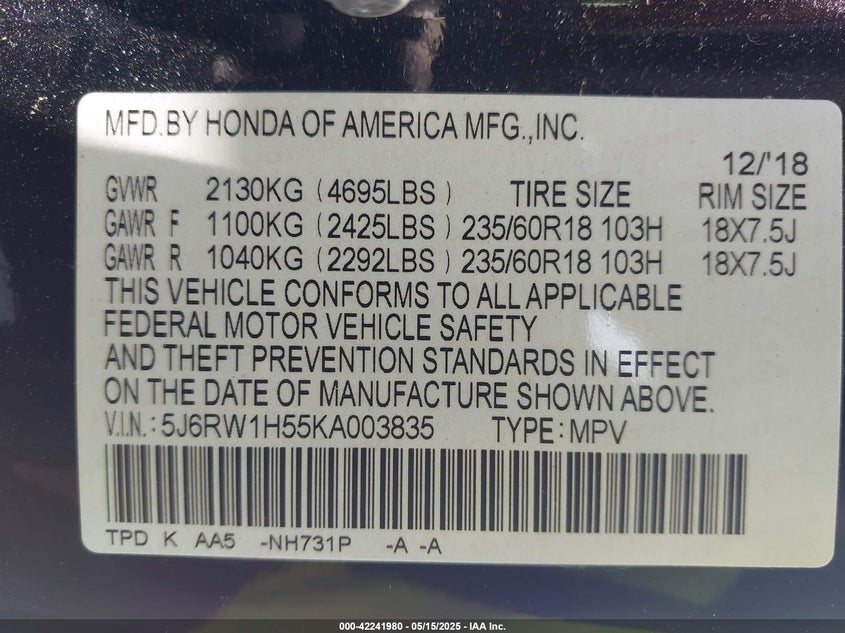 MFD.BY HONDA OF AMERICA MFG.,INC.
12/'18
GVWR 2130KG (4695LBS) TIRE SIZE RIM SIZE
GAWR F 1100KG (2425LBS) 235/60R18 103H 18X7.5J
GAWR R 1040KG (2292LBS) 235/60R18 103H 18X7.5J
THIS VEHICLE CONFORMS TO ALL APPLICABLE
FEDERAL MOTOR VEHICLE SAFETY
AND THEFT PREVENTION STANDARDS IN EFFECT
ON THE DATE OF MANUFACTURE SHOWN ABOVE.
V.I.N.:5J6RW1H55KA003835 TYPE:MPV
TPD K AA5 -NH731P -A -A
000-42241980 - 05/15/2025 - IAA Inc.